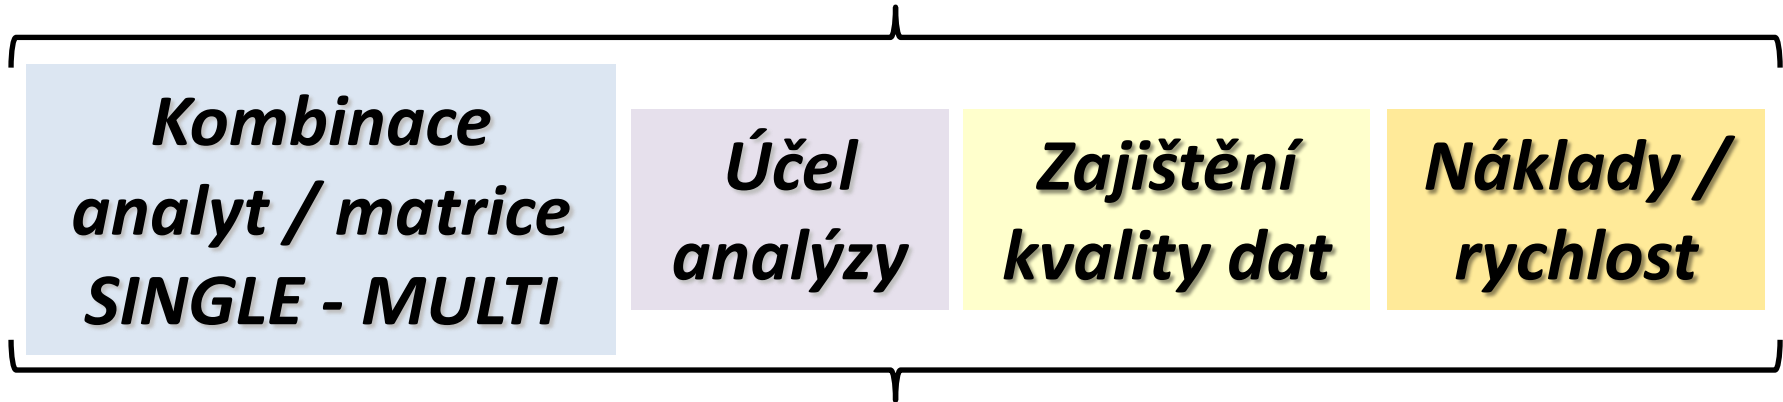 Kombinace
analyt / matrice
SINGLE - MULTI
Účel
analýzy
Zajištění
kvality dat
Náklady /
rychlost